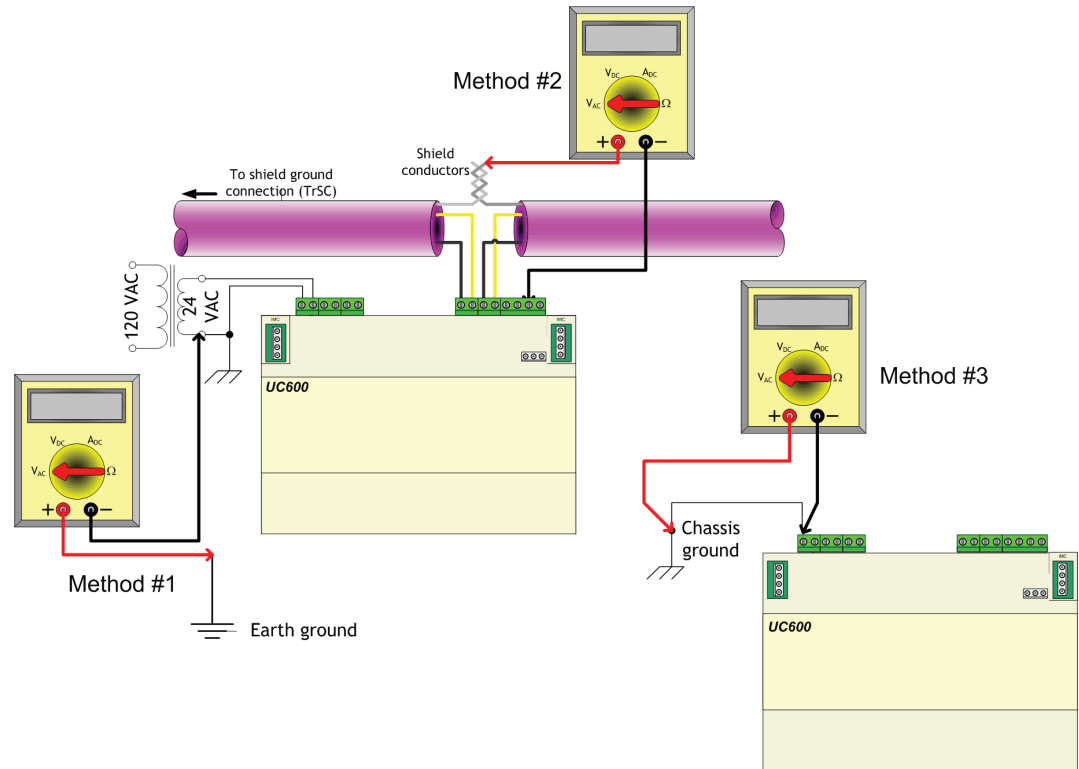 Method #2
VDC ADC
VAC Ω
+ −
Shield
conductors
To shield ground
connection (TrSC)
120 VAC
24
VAC
IMC
IMC
UC600
VDC ADC
VAC Ω
+ −
Method #1
Earth ground
VDC ADC
VAC Ω
+ −
Method #3
Chassis
ground
IMC
UC600